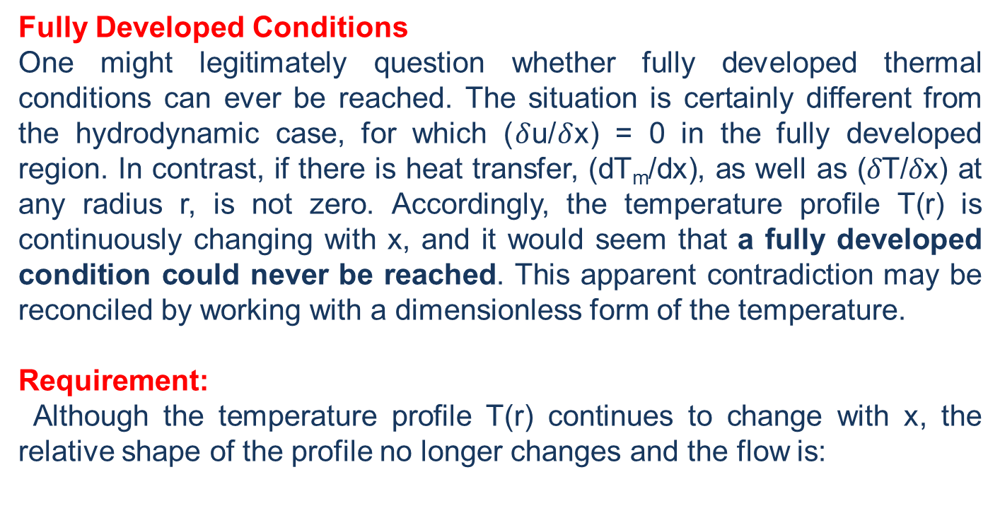 Fully Developed Conditions
One might legitimately question whether fully developed thermal
conditions can ever be reached. The situation is certainly different from
the hydrodynamic case, for which (𝛿u/𝛿x) = 0 in the fully developed
region. In contrast, if there is heat transfer, (dTm/dx), as well as (𝛿T/𝛿x) at
any radius r, is not zero. Accordingly, the temperature profile T(r) is
continuously changing with x, and it would seem that a fully developed
condition could never be reached. This apparent contradiction may be
reconciled by working with a dimensionless form of the temperature.
Requirement:
Although the temperature profile T(r) continues to change with x, the
relative shape of the profile no longer changes and the flow is: